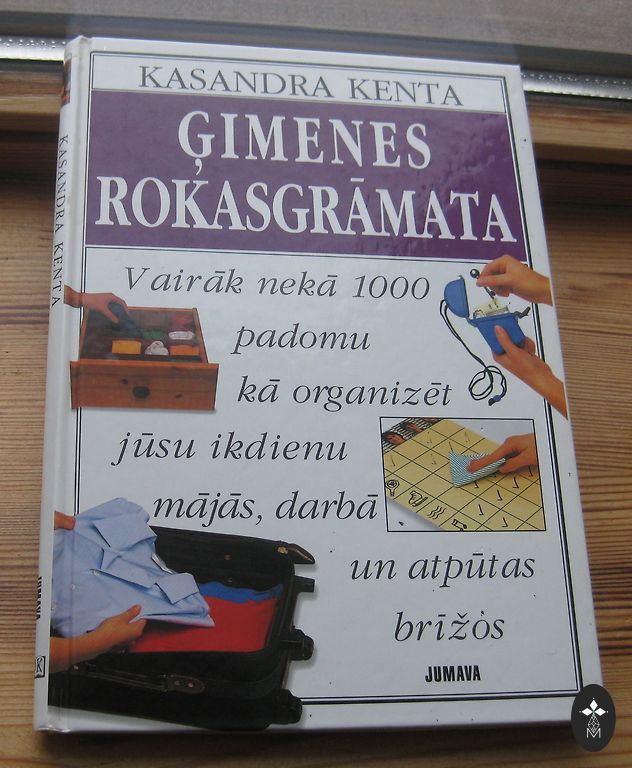 KASANDRA KENTA
ĢIMENES
ROKASGRĀMATA
Vairāk nekā 1000
padomu
kā organizēt
jūsu ikdienu
mājās, darbā
un atpūtas
brīžos
JUMAVA
KASANDRA KENTA
JUMAVA